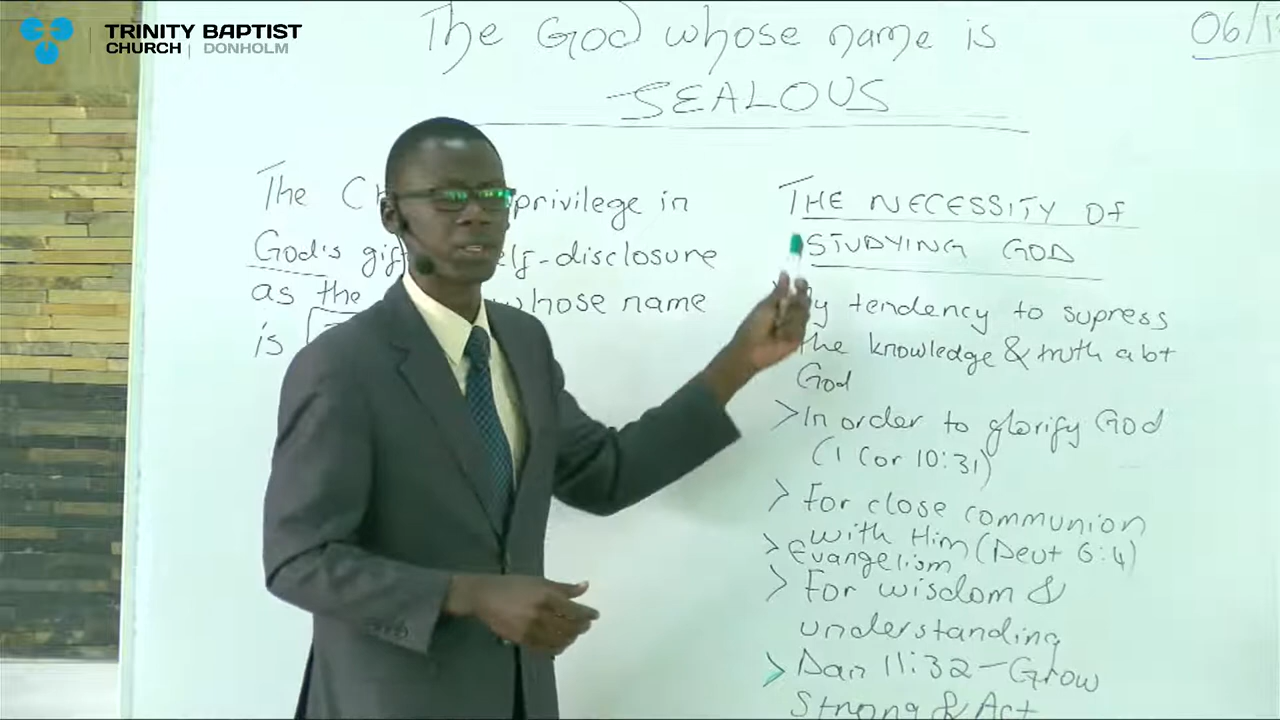 TRINITY BAPTIST
CHURCH | DONHOLM
The God whose name is
JEALOUS
06/1
The C privilege in
God's gif elf-disclosure
as the whose name
is
THE NECESSITY OF
STUDYING GOD
My tendency to supress
the knowledge & truth abt
God
>In order to glorify God
(1 Cor 10:31)
> For close communion
with Him (Deut 6:4)
> Evangelism
> For wisdom &
understanding
> Dan 11:32 - Grow
Strong & Act